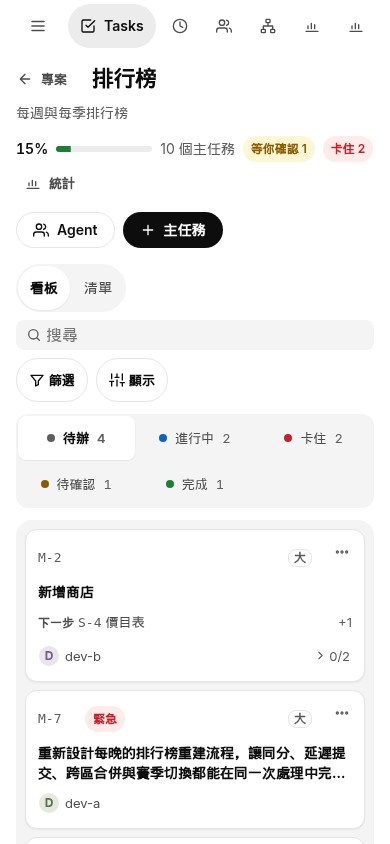 Tasks
專案 排行榜
每週與每季排行榜
15% 10 個主任務 等你確認 1 卡住 2
統計
Agent 主任務
看板 清單
搜尋
篩選 顯示
待辦 4 進行中 2 卡住 2
待確認 1 完成 1
M-2 大
新增商店
下一步 S-4 價目表 +1
D dev-b 0/2
M-7 緊急 大
重新設計每晚的排行榜重建流程，讓同分、延遲提
交、跨區合併與賽季切換都能在同一次處理中完…
D dev-a